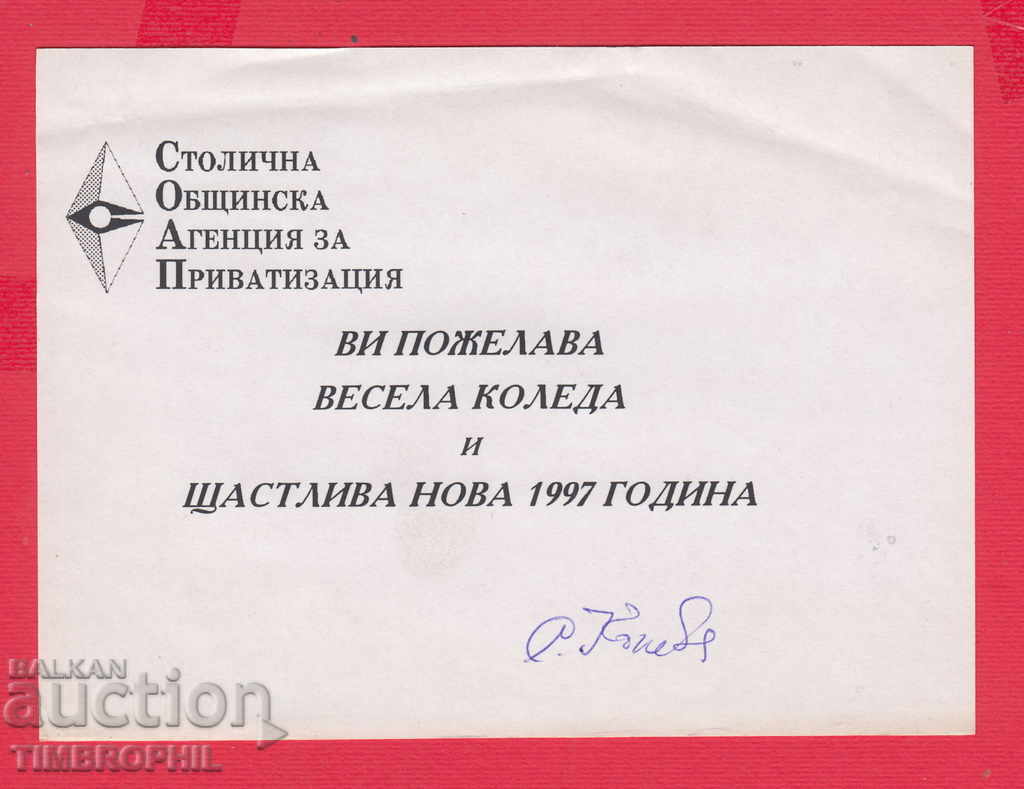 Столична
Общинска
Агенция за
Приватизация
ВИ ПОЖЕЛАВА
ВЕСЕЛА КОЛЕДА
и
ЩАСТЛИВА НОВА 1997 ГОДИНА
BALKAN
auction
TIMBROPHIL